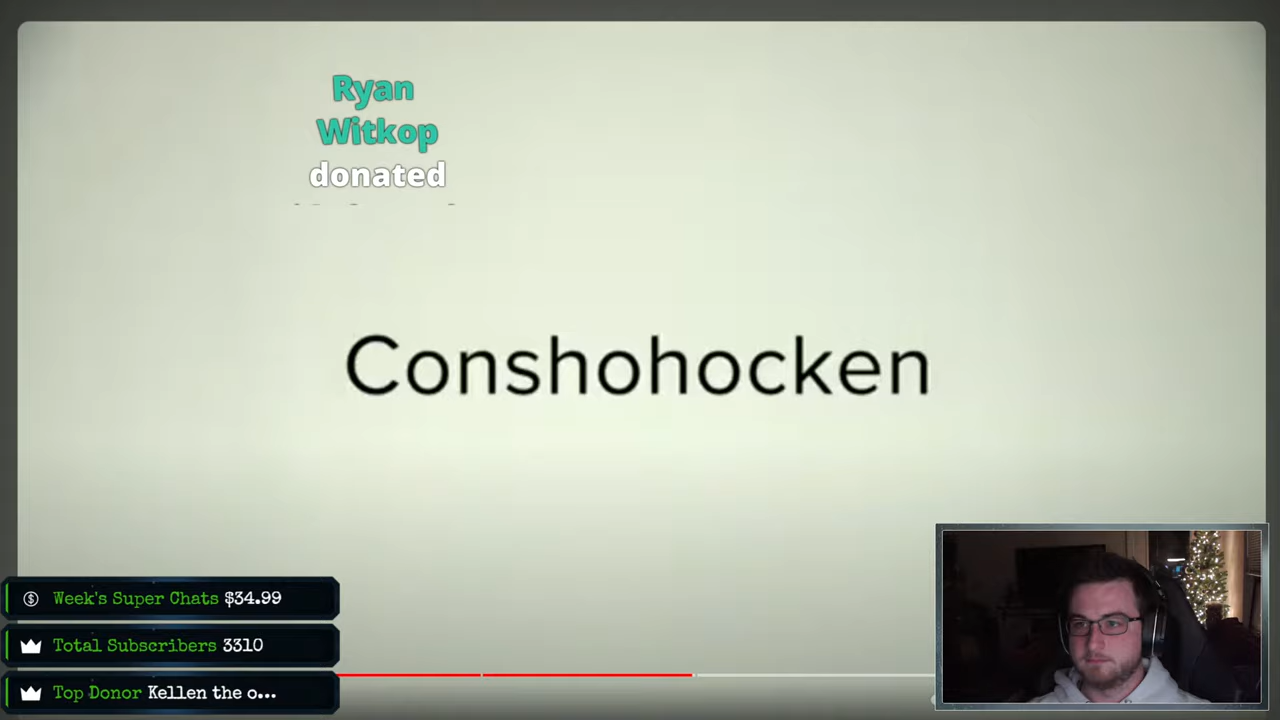 Ryan
Witkop
donated
Conshohocken
Week's Super Chats $34.99
Total Subscribers 3310
Top Donor Kellen the o...